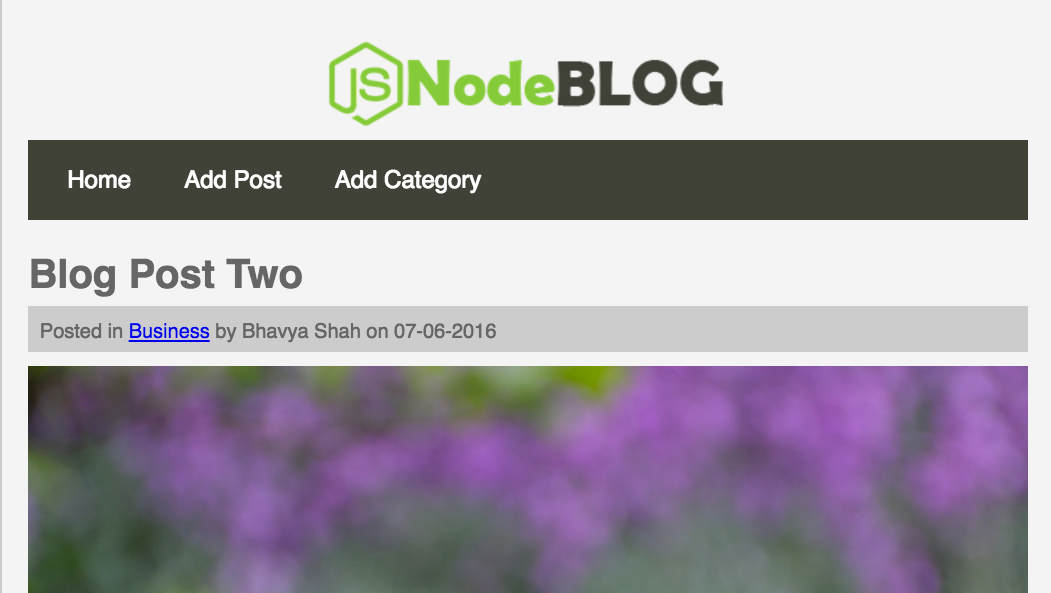 JS NodeBLOG
Home Add Post Add Category
Blog Post Two
Posted in Business by Bhavya Shah on 07-06-2016